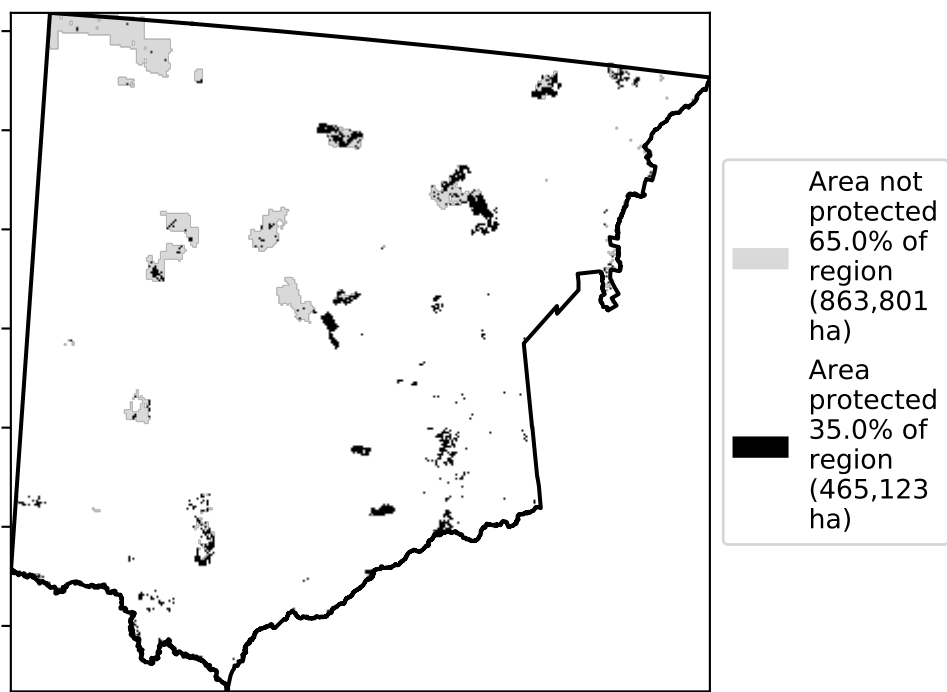 Area not
protected
65.0% of
region
(863,801
ha)
Area
protected
35.0% of
region
(465,123
ha)